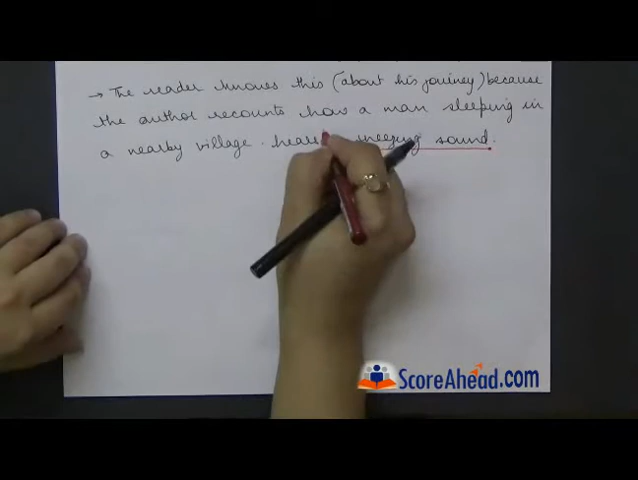 → The reader knows this (about his journey) because
the author recounts how a man sleeping in
a nearby village. sound.
ScoreAhead.com